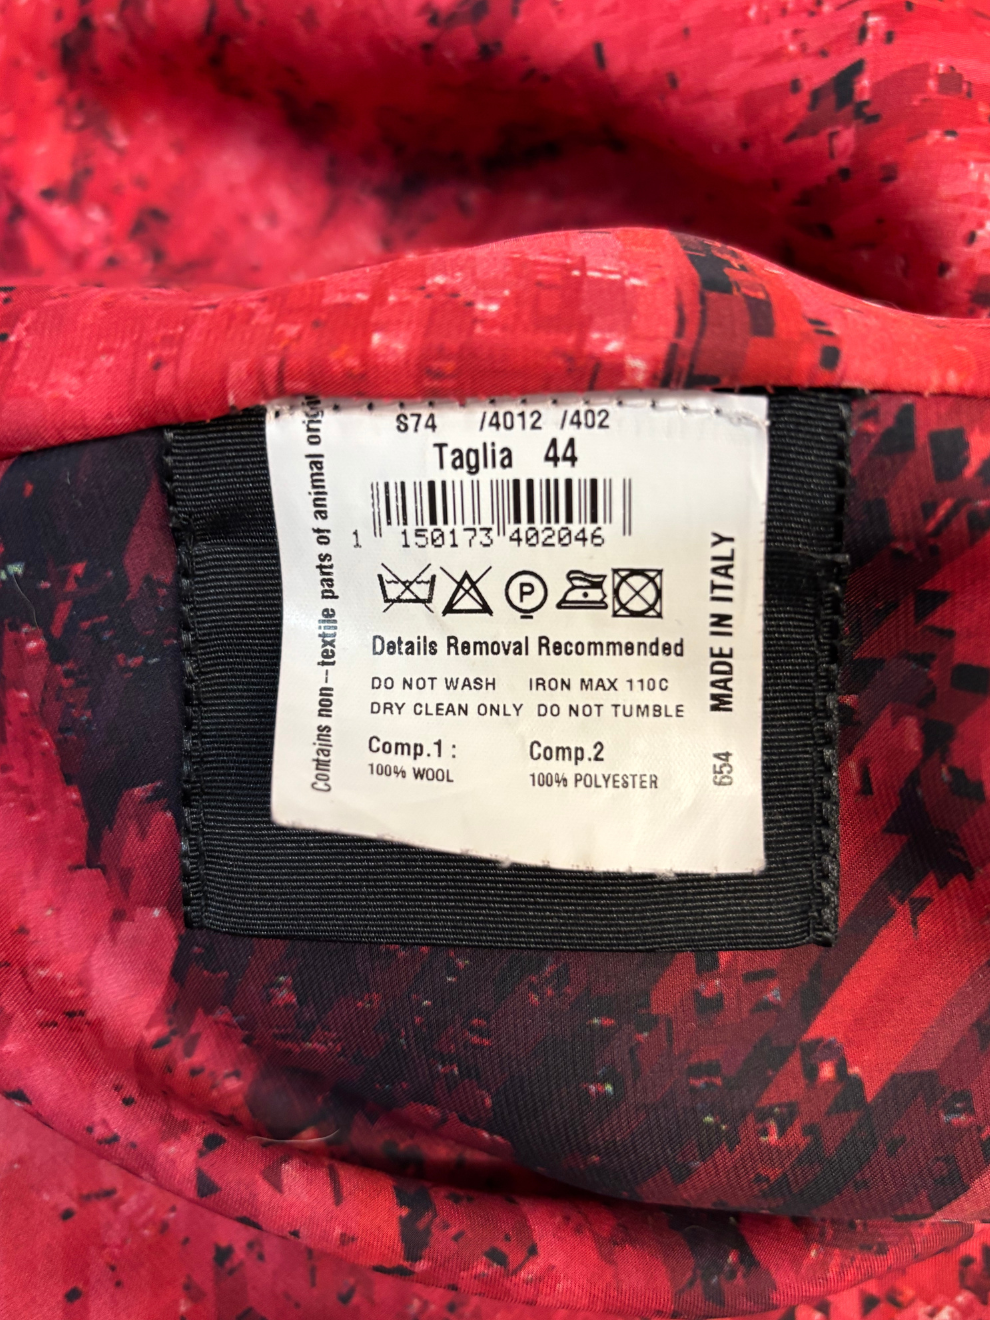 S74 /4012 /402
Taglia 44
1 150173 402046
P
Details Removal Recommended
DO NOT WASH IRON MAX 110C
DRY CLEAN ONLY DO NOT TUMBLE
Comp.1 : Comp.2
100% WOOL 100% POLYESTER
Contains non--textile parts of animal
MADE IN ITALY
654